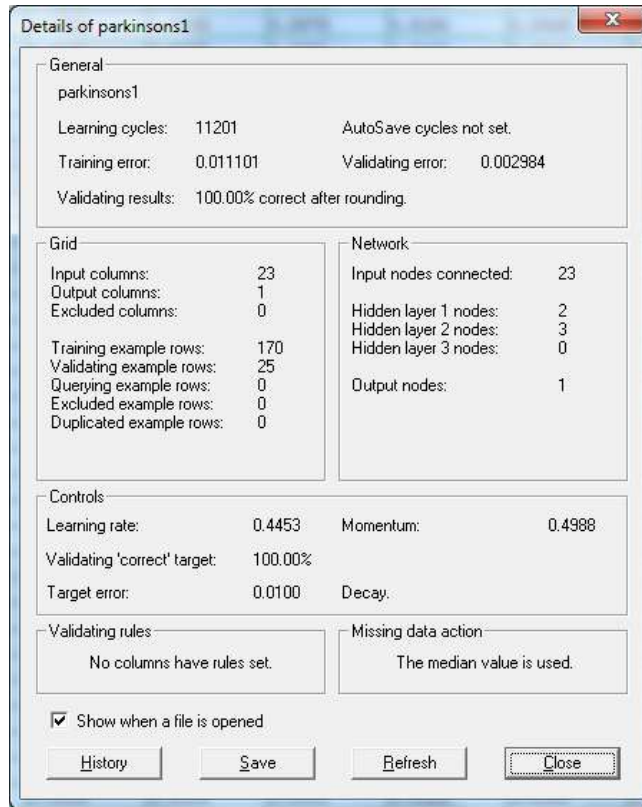 Details of parkinsons1
General
parkinsons1
Learning cycles: 11201 AutoSave cycles not set.
Training error: 0.011101 Validating error: 0.002984
Validating results: 100.00% correct after rounding.
Grid
Input columns: 23
Output columns: 1
Excluded columns: 0
Training example rows: 170
Validating example rows: 25
Querying example rows: 0
Excluded example rows: 0
Duplicated example rows: 0
Network
Input nodes connected: 23
Hidden layer 1 nodes: 2
Hidden layer 2 nodes: 3
Hidden layer 3 nodes: 0
Output nodes: 1
Controls
Learning rate: 0.4453 Momentum: 0.4988
Validating 'correct' target: 100.00%
Target error: 0.0100 Decay.
Validating rules
No columns have rules set.
Missing data action
The median value is used.
Show when a file is opened
History Save Refresh Close